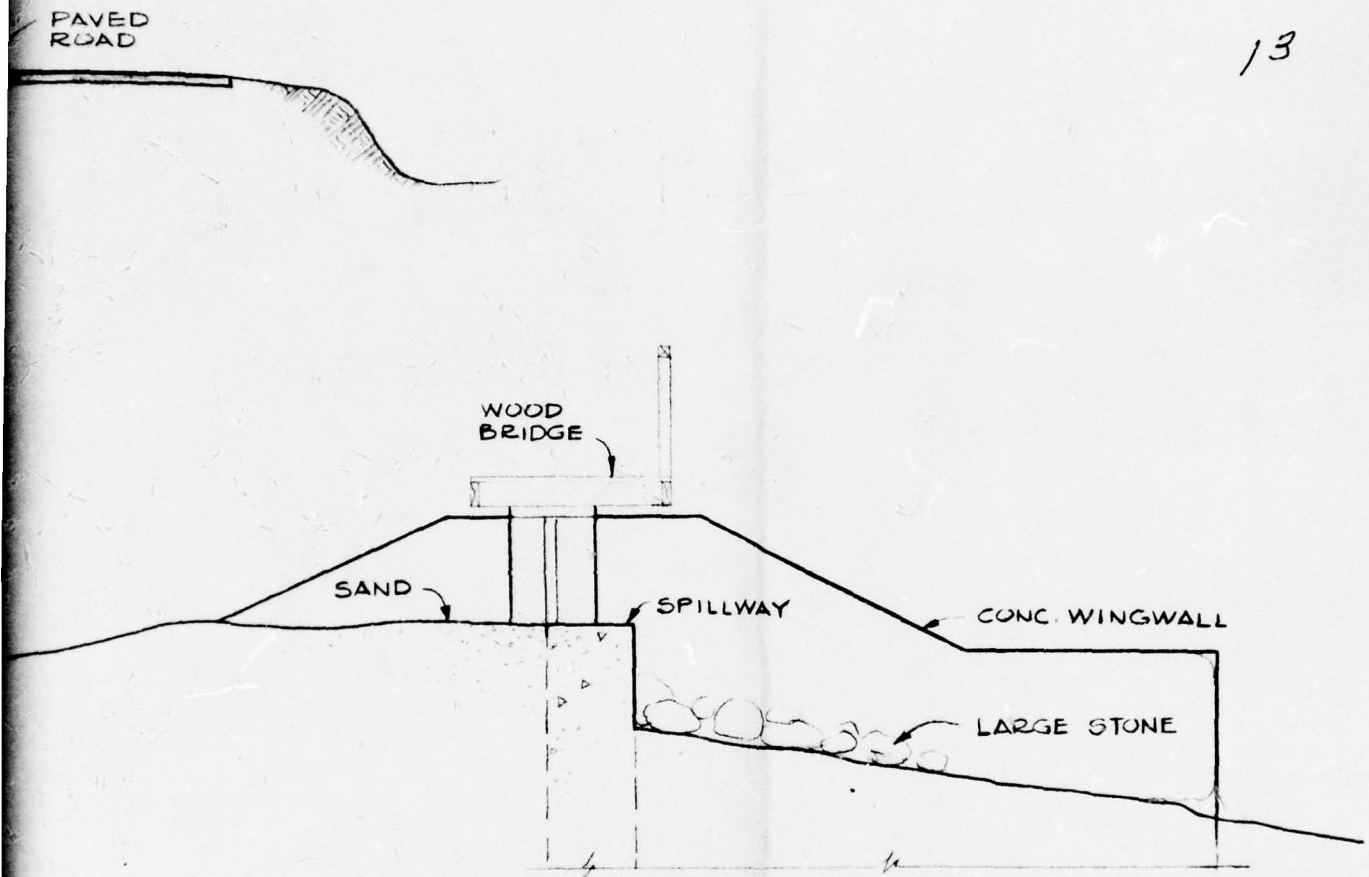 PAVED
ROAD
13
WOOD
BRIDGE
SAND
SPILLWAY
CONC. WINGWALL
LARGE STONE